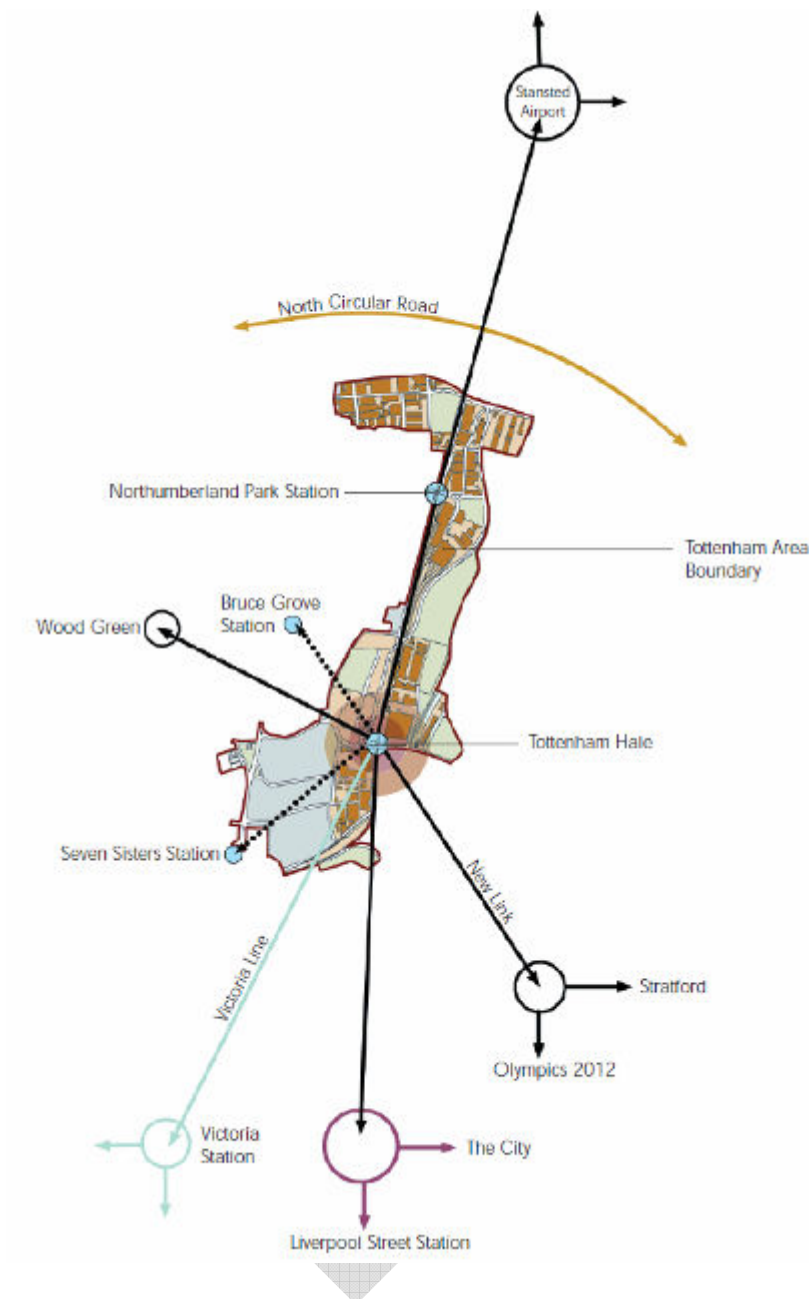 Stansted
Airport
North Circular Road
Northumberland Park Station
Tottenham Area
Boundary
Bruce Grove
Station
Wood Green
Tottenham Hale
Seven Sisters Station
New Link
Victoria Line
Stratford
Olympics 2012
Victoria
Station
The City
Liverpool Street Station